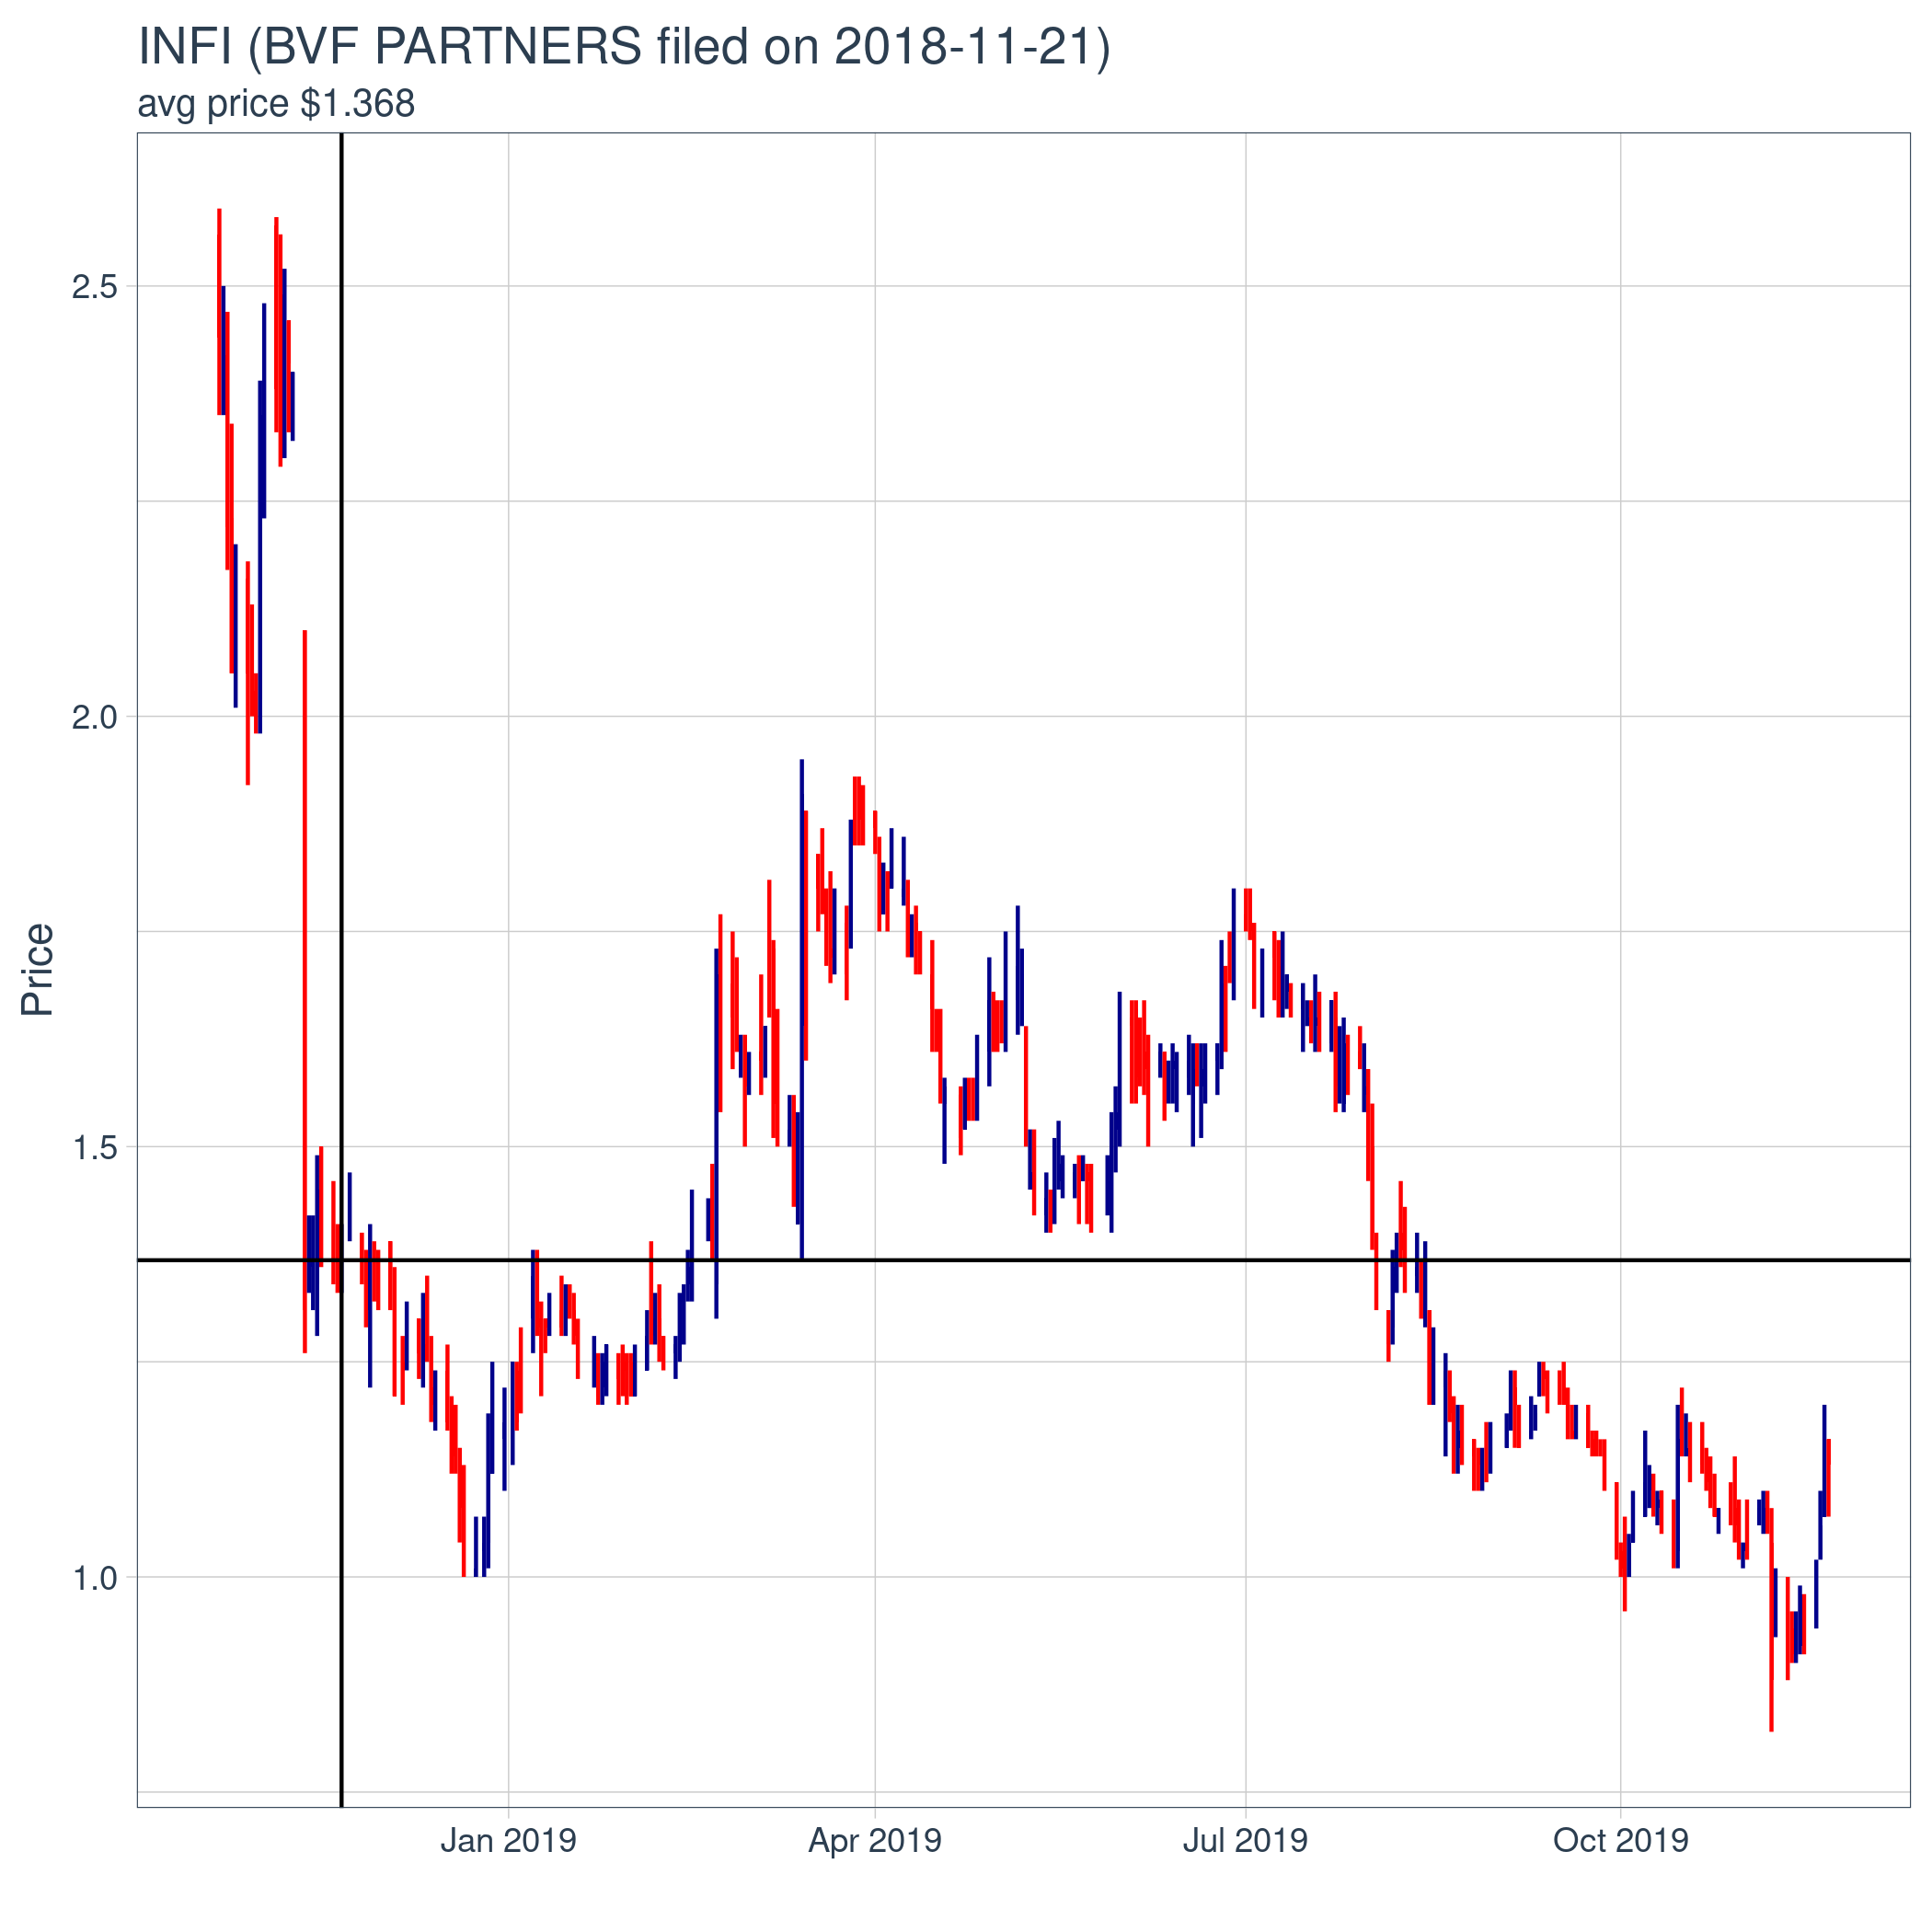 INFI (BVF PARTNERS filed on 2018-11-21)
avg price $1.368
2.5
2.0
1.5
1.0
Price
Jan 2019
Apr 2019
Jul 2019
Oct 2019